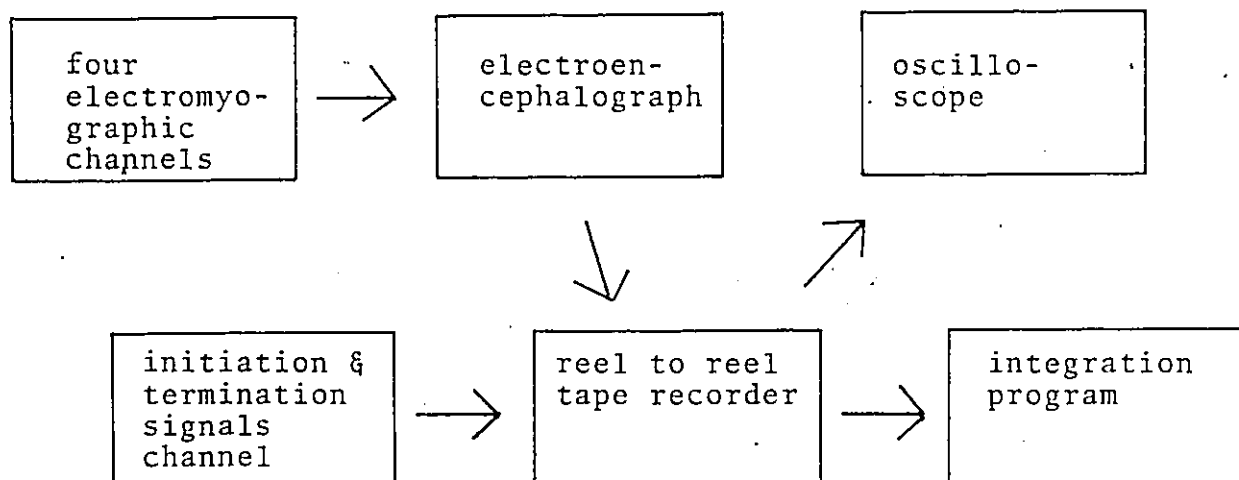 four
electromyo-
graphic
channels
electroen-
cephalograph
oscillo-
scope
initiation &
termination
signals
channel
reel to reel
tape recorder
integration
program